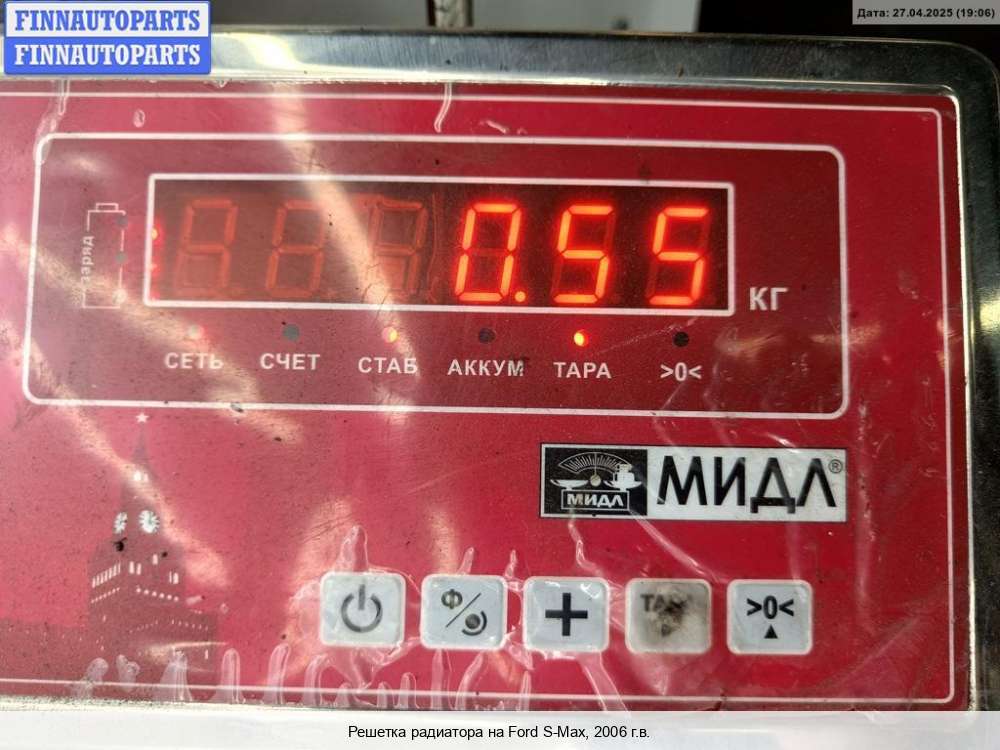 FINNAUTOPARTS
FINNAUTOPARTS
Дата: 27.04.2025 (19:06)
заряд
0.55
КГ
СЕТЬ СЧЕТ СТАБ АККУМ ТАРА >0<
МИДЛ
МИДЛ®
Ф
ТАРА
>0<
Решетка радиатора на Ford S-Max, 2006 г.в.